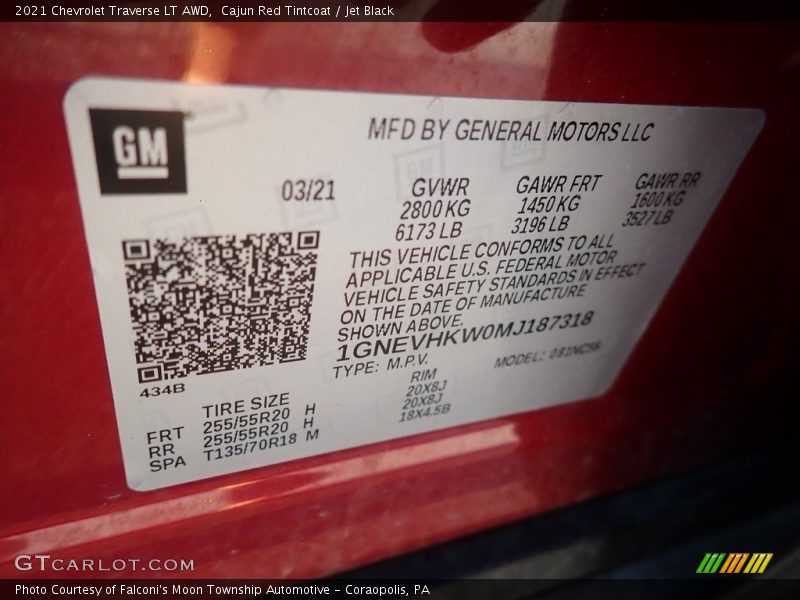 2021 Chevrolet Traverse LT AWD,  Cajun Red Tintcoat / Jet Black
GM
MFD BY GENERAL MOTORS LLC
03/21
GVWR
2800 KG
6173 LB
GAWR FRT
1450 KG
3196 LB
GAWR RR
1600 KG
3527 LB
THIS VEHICLE CONFORMS TO ALL
APPLICABLE U.S. FEDERAL MOTOR
VEHICLE SAFETY STANDARDS IN EFFECT
ON THE DATE OF MANUFACTURE
SHOWN ABOVE.
1GNEVHKW0MJ187318
TYPE: M.P.V. MODEL:
434B
TIRE SIZE RIM
FRT 255/55R20 H 20X8J
RR 255/55R20 H 20X8J
SPA T135/70R18 M 18X4.5B
GTCARLOT.COM
Photo Courtesy of Falconi's Moon Township Automotive – Coraopolis, PA